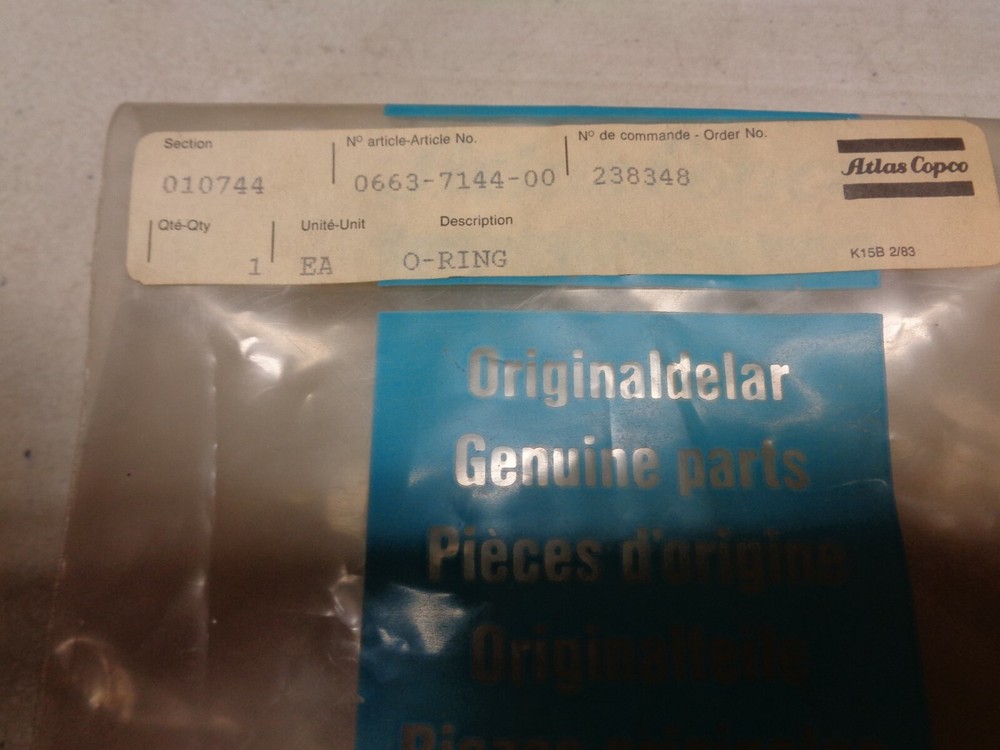 Section
Nº article-Article No.
Nº de commande - Order No.
Atlas Copco
010744
0663-7144-00
238348
Qté-Qty
Unité-Unit
Description
1
EA
O-RING
K15B 2/83
Originaldelar
Genuine parts
Pièces d'origine
Originalteile